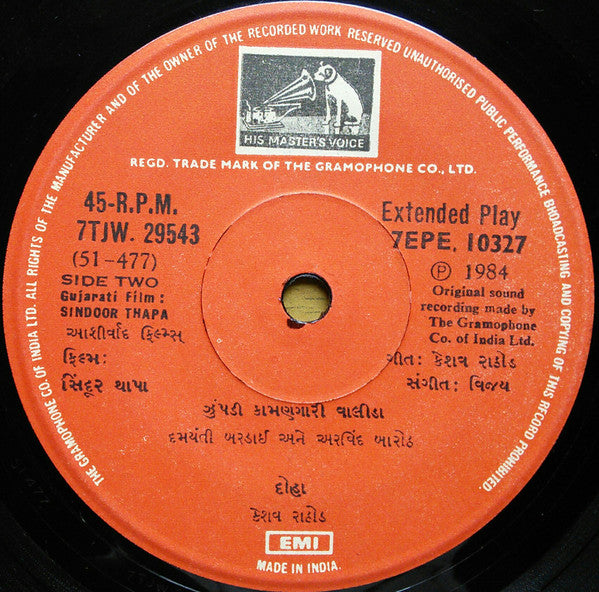 THE GRAMOPHONE CO. OF INDIA LTD. ALL RIGHTS OF THE MANUFACTURER AND OF THE OWNER OF THE RECORDED WORK RESERVED UNAUTHORISED PUBLIC PERFORMANCE BROADCASTING AND COPYING OF THIS RECORD PROHIBITED.
HIS MASTER'S VOICE
REGD. TRADE MARK OF THE GRAMOPHONE CO., LTD.
45-R.P.M.
7TJW. 29543
(51-477)
SIDE TWO
Gujarati Film :
SINDOOR THAPA
આશીર્વાદ ફિલ્મ્સ
ફિલ્મ:
સિંદૂર થાપા
Extended Play
7EPE. 10327
Ⓟ 1984
Original sound
recording made by
The Gramophone
Co. of India Ltd.
ગીત: કેશવ રાઠોડ
સંગીત: વિજય
ઝુંપડી કામણગારી વાલીડા
દમયંતી બરડાઈ અને અરવિંદ બારોટ
દોહા
કેશવ રાઠોડ
EMI
MADE IN INDIA.